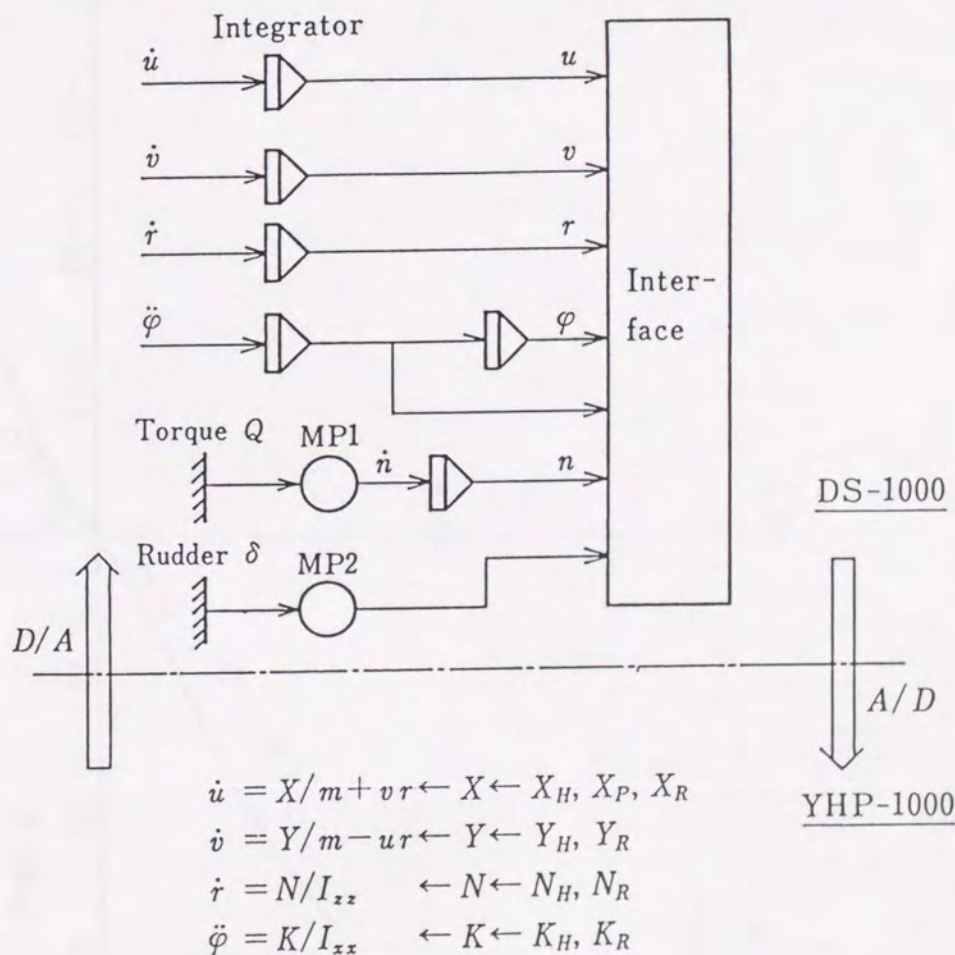 Integrator
u̇ u
v̇ v
ṙ r
φ̈ φ
Inter-
face
Torque Q MP1 ṅ n
DS-1000
Rudder δ MP2
D/A
A/D
u̇ = X/m+vr ← X ← X_H, X_P, X_R
YHP-1000
v̇ = Y/m−ur ← Y ← Y_H, Y_R
ṙ = N/I_zz ← N ← N_H, N_R
φ̈ = K/I_xx ← K ← K_H, K_R